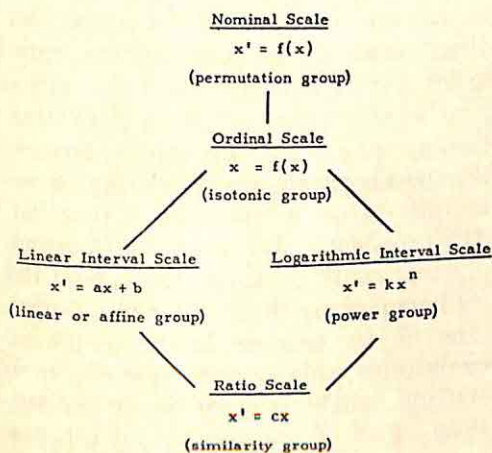 Nominal Scale
x' = f(x)
(permutation group)
Ordinal Scale
x = f(x)
(isotonic group)
Linear Interval Scale
x' = ax + b
(linear or affine group)
Logarithmic Interval Scale
x' = kxⁿ
(power group)
Ratio Scale
x' = cx
(similarity group)